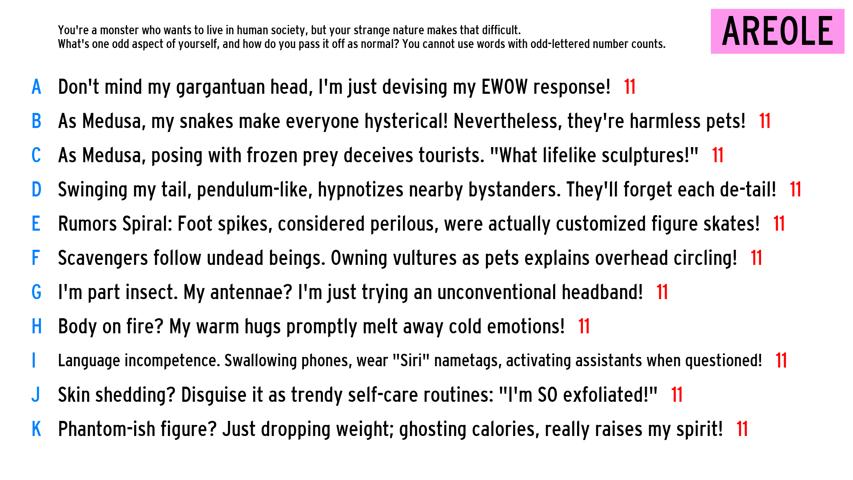 You're a monster who wants to live in human society, but your strange nature makes that difficult.
What's one odd aspect of yourself, and how do you pass it off as normal? You cannot use words with odd-lettered number counts.
AREOLE
A Don't mind my gargantuan head, I'm just devising my EWOW response! 11
B As Medusa, my snakes make everyone hysterical! Nevertheless, they're harmless pets! 11
C As Medusa, posing with frozen prey deceives tourists. "What lifelike sculptures!" 11
D Swinging my tail, pendulum-like, hypnotizes nearby bystanders. They'll forget each de-tail! 11
E Rumors Spiral: Foot spikes, considered perilous, were actually customized figure skates! 11
F Scavengers follow undead beings. Owning vultures as pets explains overhead circling! 11
G I'm part insect. My antennae? I'm just trying an unconventional headband! 11
H Body on fire? My warm hugs promptly melt away cold emotions! 11
I Language incompetence. Swallowing phones, wear "Siri" nametags, activating assistants when questioned! 11
J Skin shedding? Disguise it as trendy self-care routines: "I'm SO exfoliated!" 11
K Phantom-ish figure? Just dropping weight; ghosting calories, really raises my spirit! 11